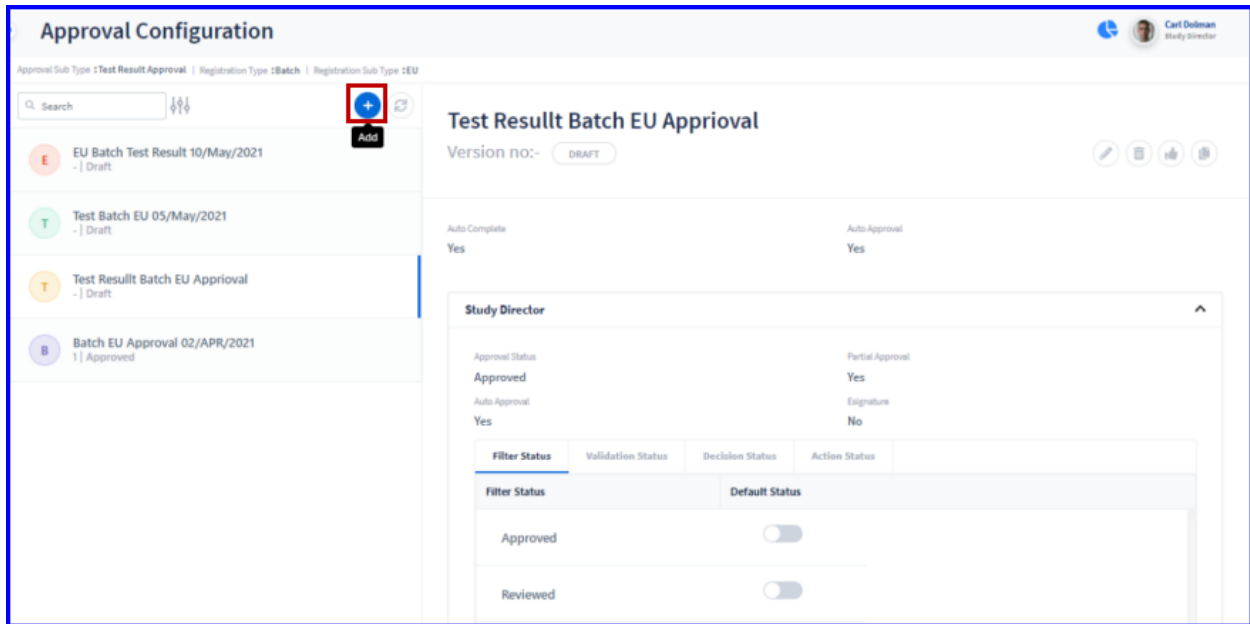 Approval Configuration
Carl Dolman
Study Director
Approval Sub Type :Test Result Approval | Registration Type :Batch | Registration Sub Type :EU
Search
Add
E
EU Batch Test Result 10/May/2021
- | Draft
T
Test Batch EU 05/May/2021
- | Draft
T
Test Resullt Batch EU Apprioval
- | Draft
B
Batch EU Approval 02/APR/2021
1 | Approved
Test Resullt Batch EU Apprioval
Version no:- DRAFT
Auto Complete Auto Approval
Yes Yes
Study Director
Approval Status Partial Approval
Approved Yes
Auto Approval Esignature
Yes No
Filter Status Validation Status Decision Status Action Status
Filter Status Default Status
Approved
Reviewed